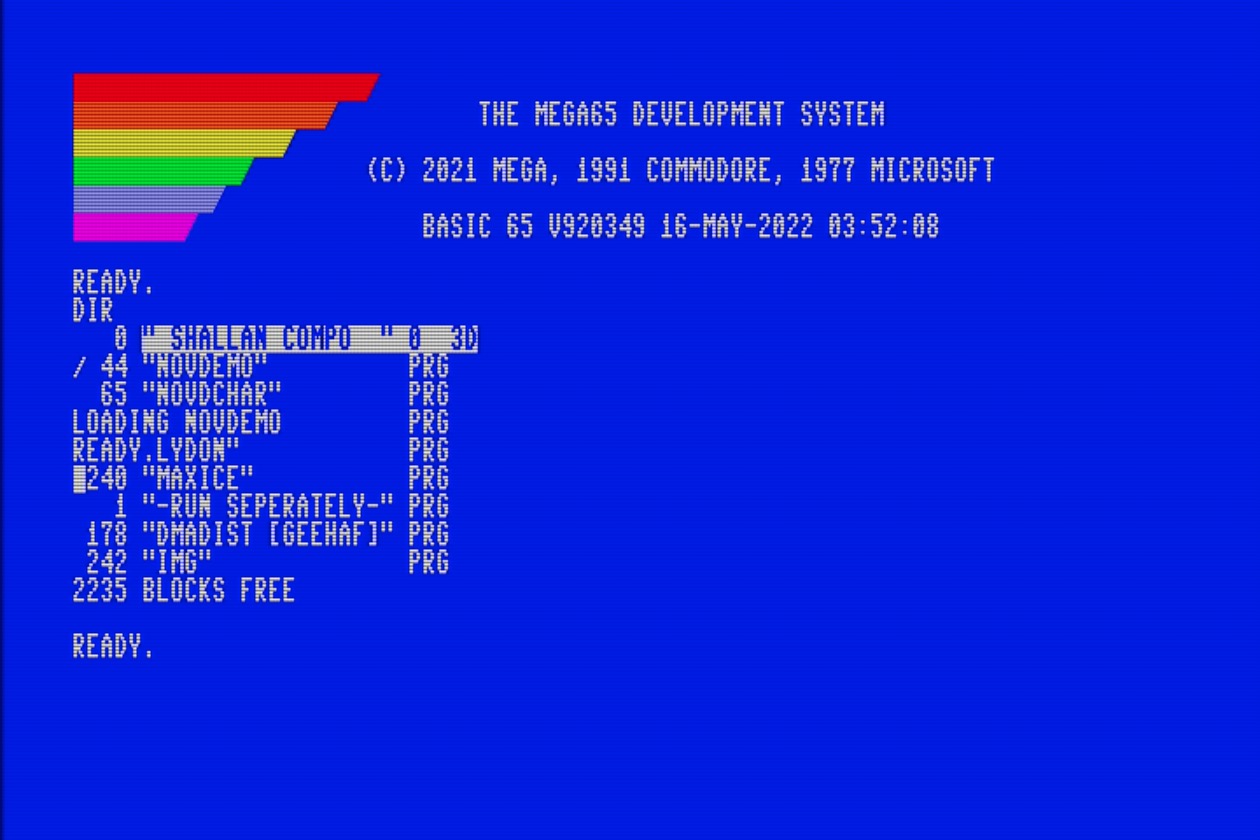 THE MEGA65 DEVELOPMENT SYSTEM
(C) 2021 MEGA, 1991 COMMODORE, 1977 MICROSOFT
BASIC 65 V920349 16-MAY-2022 03:52:08
READY.
DIR
0 " SHALLAN COMPO  " 0  3D
/ 44 "NOVDEMO" PRG
65 "NOVDCHAR" PRG
LOADING NOVDEMO PRG
READY.LYDON" PRG
240 "MAXICE" PRG
1 "-RUN SEPERATELY-" PRG
178 "DMADIST [GEEHAF]" PRG
242 "IMG" PRG
2235 BLOCKS FREE
READY.